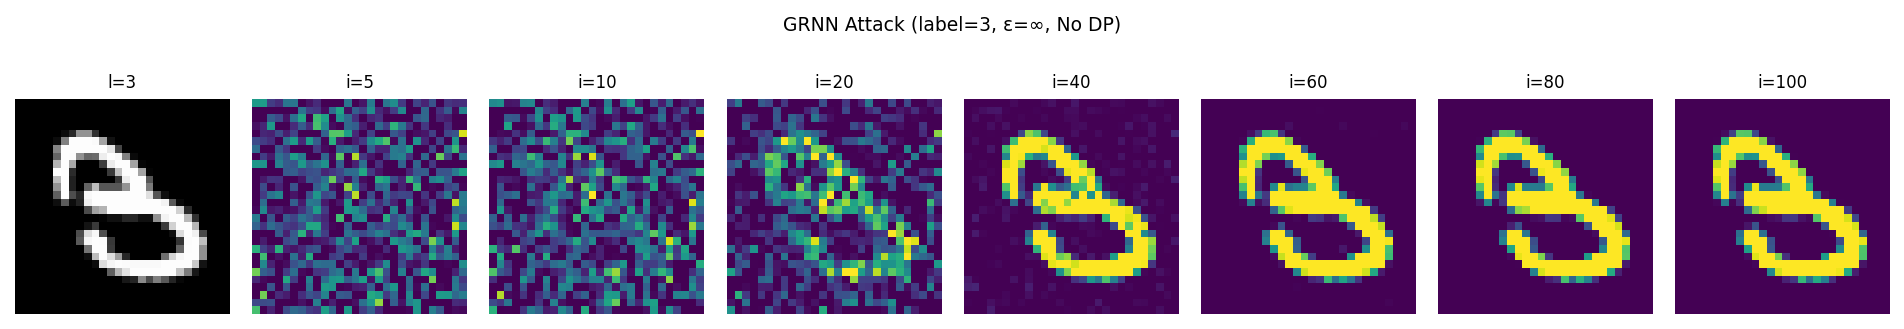 GRNN Attack (label=3, ε=∞, No DP)
l=3 i=5 i=10 i=20 i=40 i=60 i=80 i=100